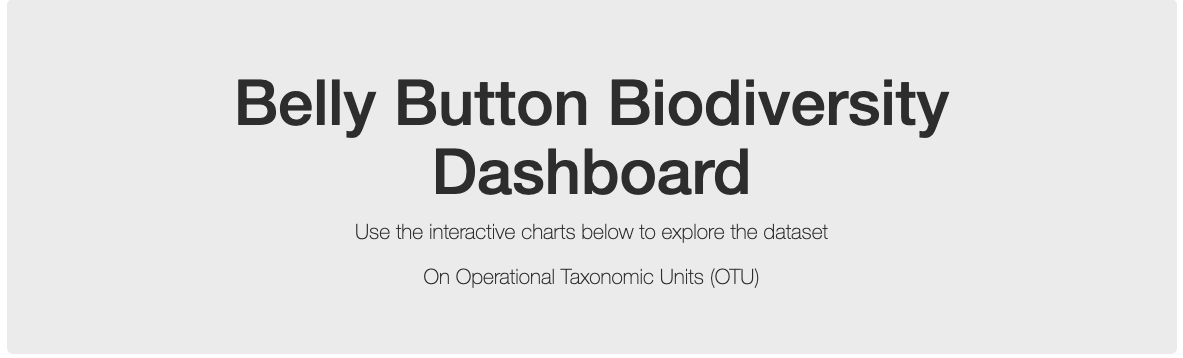 Belly Button Biodiversity
Dashboard
Use the interactive charts below to explore the dataset
On Operational Taxonomic Units (OTU)